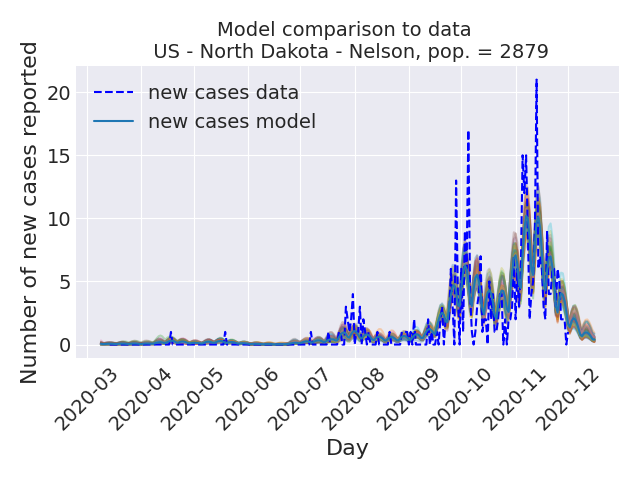 Model comparison to data
US - North Dakota - Nelson, pop. = 2879
Number of new cases reported
20
15
10
5
0
new cases data
new cases model
2020-03
2020-04
2020-05
2020-06
2020-07
2020-08
2020-09
2020-10
2020-11
2020-12
Day